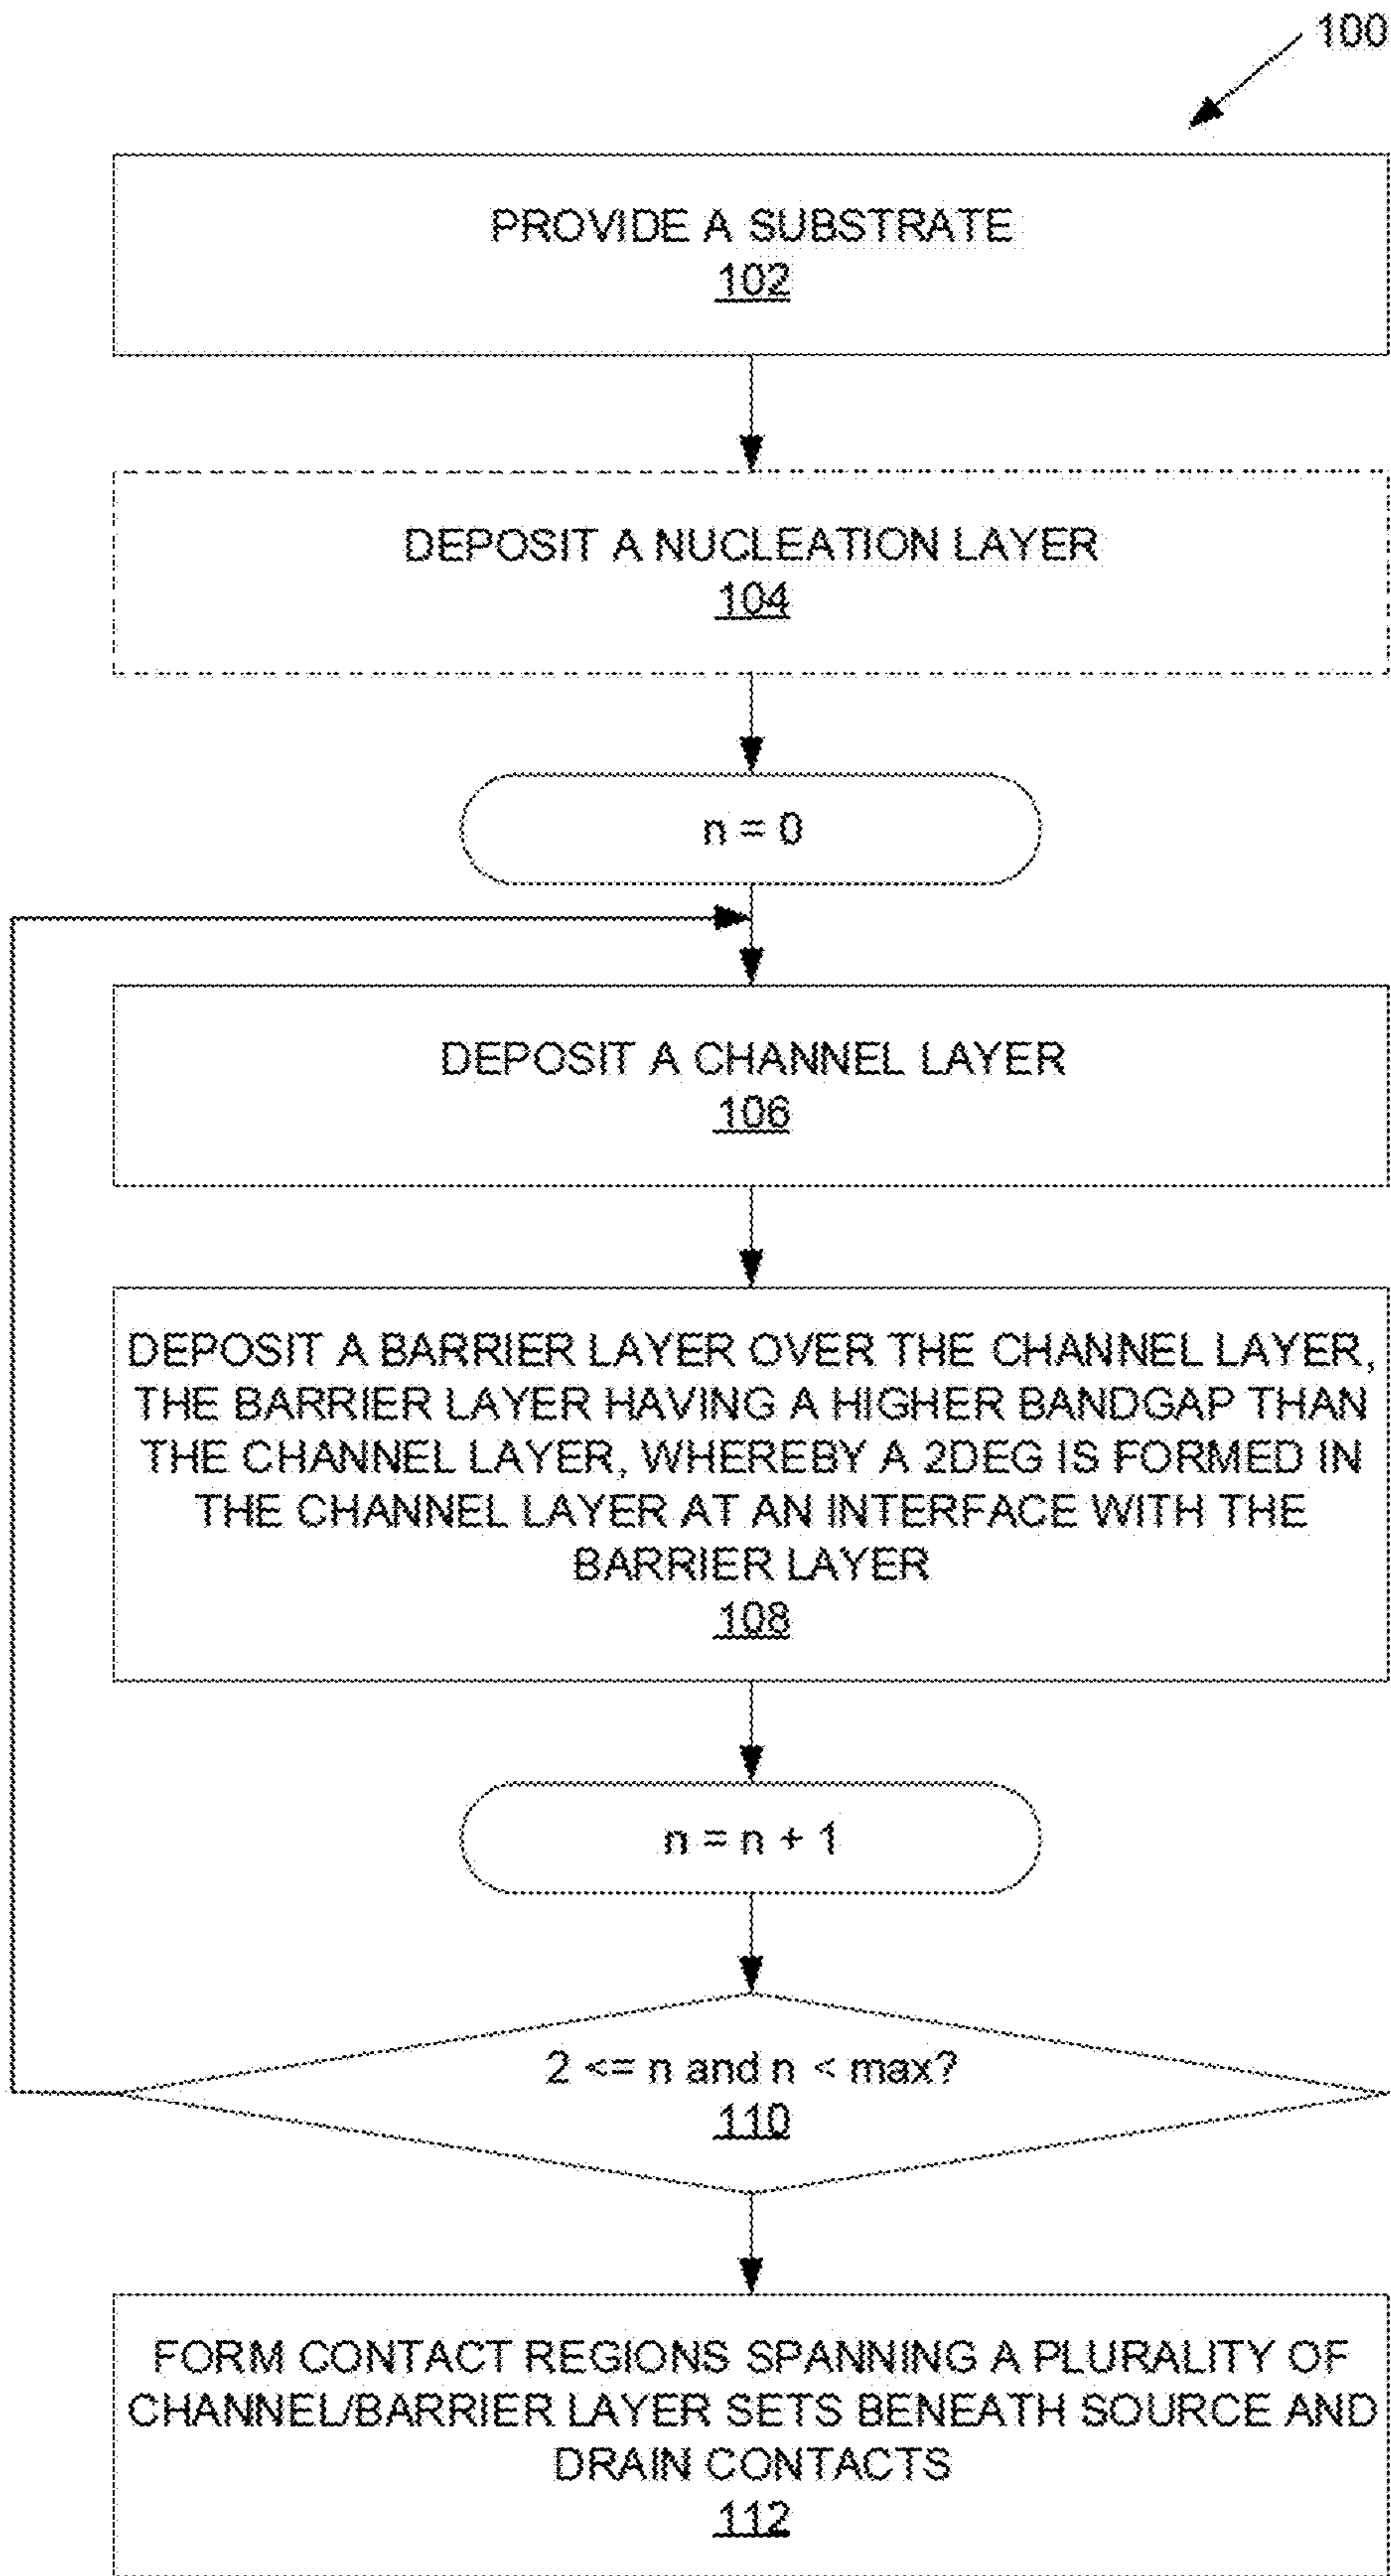 100
PROVIDE A SUBSTRATE
102
DEPOSIT A NUCLEATION LAYER
104
n = 0
DEPOSIT A CHANNEL LAYER
106
DEPOSIT A BARRIER LAYER OVER THE CHANNEL LAYER,
THE BARRIER LAYER HAVING A HIGHER BANDGAP THAN
THE CHANNEL LAYER, WHEREBY A 2DEG IS FORMED IN
THE CHANNEL LAYER AT AN INTERFACE WITH THE
BARRIER LAYER
108
n = n + 1
2 <= n and n < max?
110
FORM CONTACT REGIONS SPANNING A PLURALITY OF
CHANNEL/BARRIER LAYER SETS BENEATH SOURCE AND
DRAIN CONTACTS
112